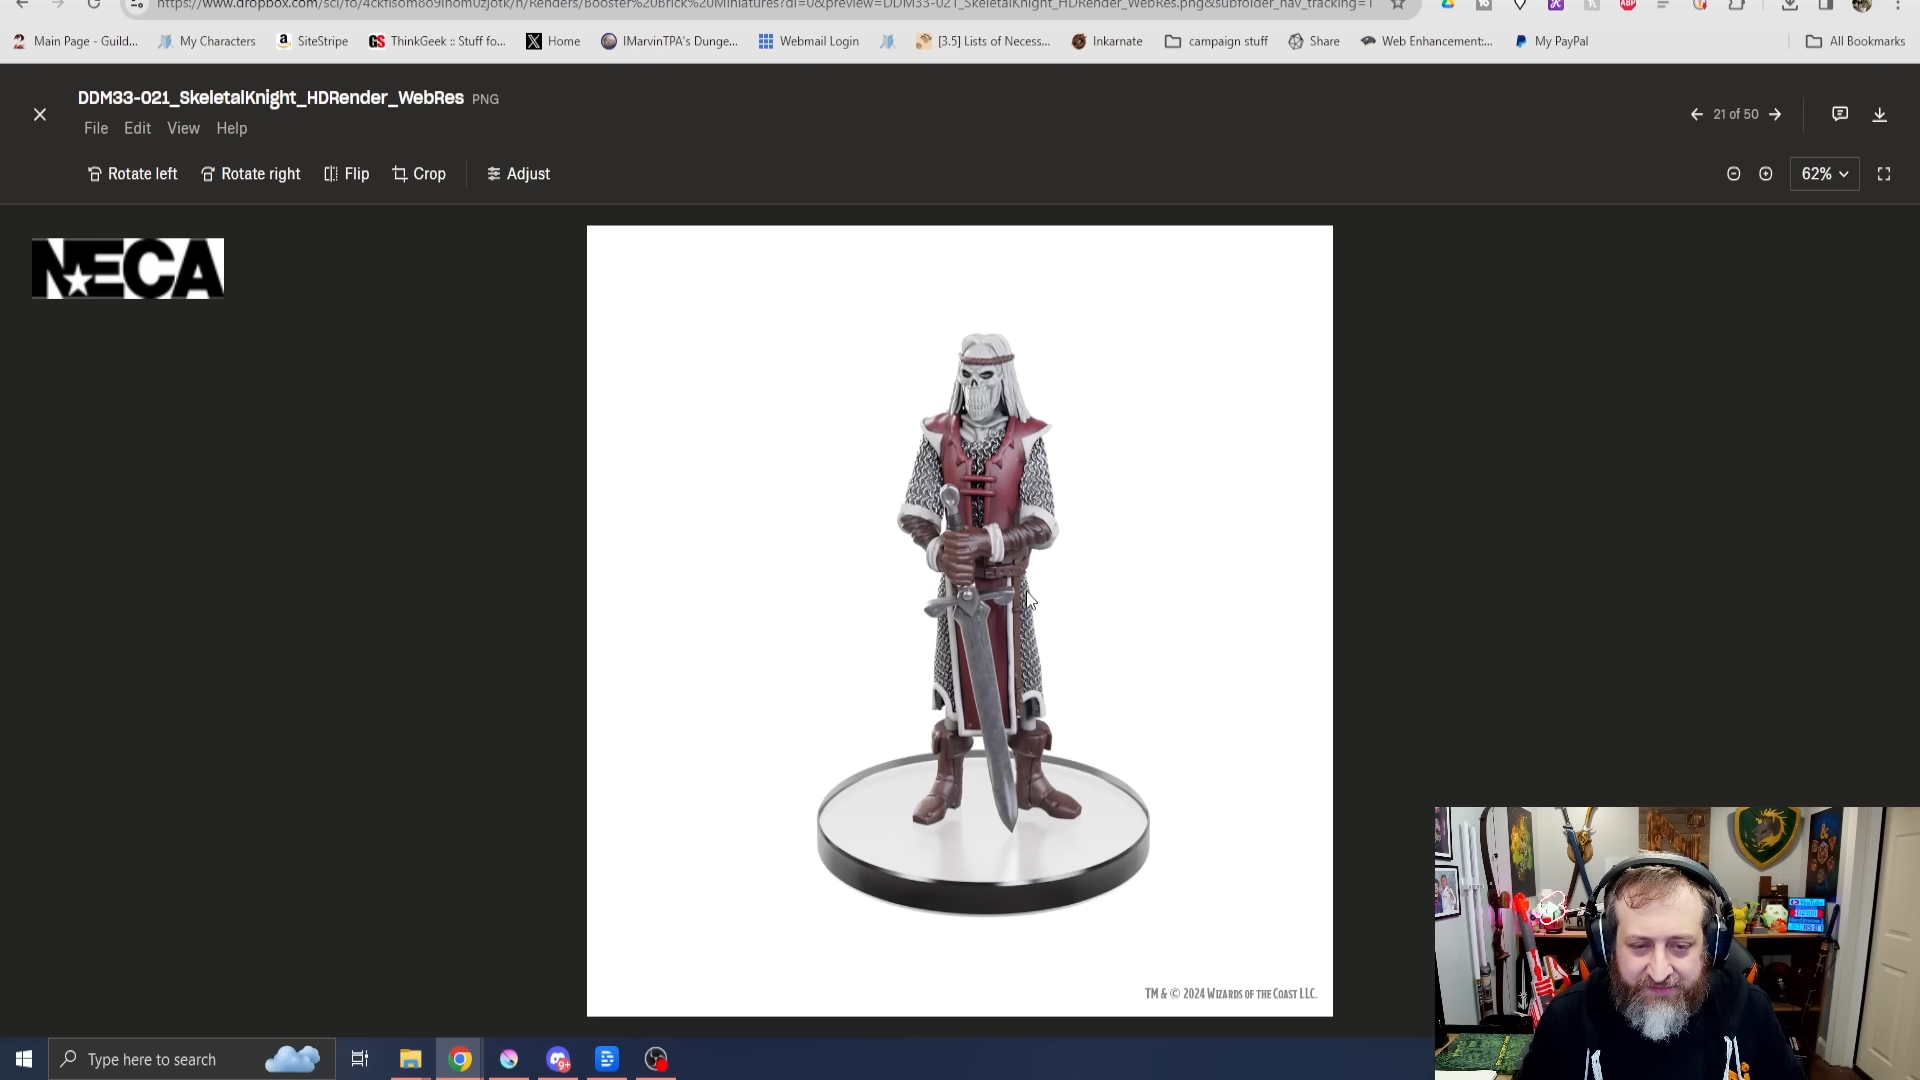 https://www.dropbox.com/scl/fo/4ckfisom8o9inom0zjotk/h/Renders/Booster%20Brick%20Miniatures?dl=0&preview=DDM33-021_SkeletalKnight_HDRender_WebRes.png&subfolder_nav_tracking=1
Main Page - Guild... My Characters SiteStripe ThinkGeek :: Stuff fo... Home IMarvinTPA's Dunge... Webmail Login [3.5] Lists of Necess... Inkarnate campaign stuff Share Web Enhancement:... My PayPal All Bookmarks
DDM33-021_SkeletalKnight_HDRender_WebRes PNG
File Edit View Help
21 of 50
Rotate left Rotate right Flip Crop Adjust
62%
NECA
TM & © 2024 Wizards of the Coast LLC.
Type here to search